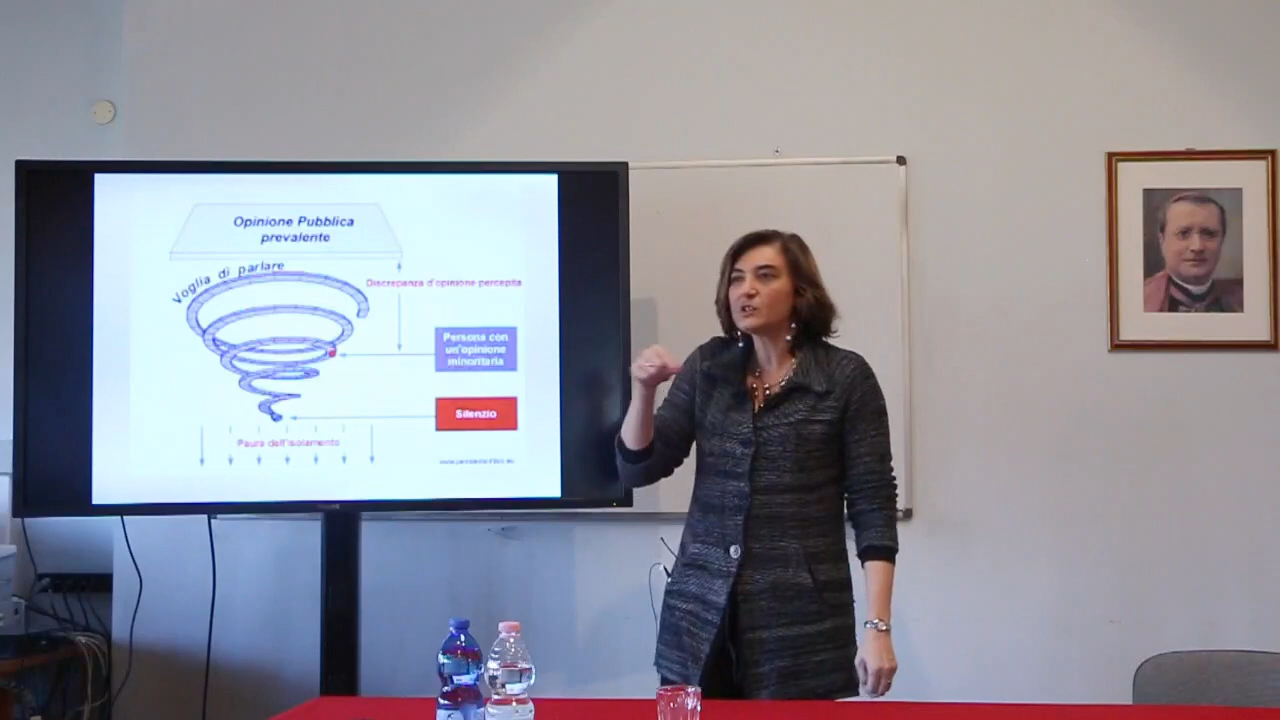 Opinione Pubblica
prevalente
Voglia di parlare
Discrepanza d'opinione percepita
Persona con
un'opinione
minoritaria
Silenzio
Paura dell'isolamento